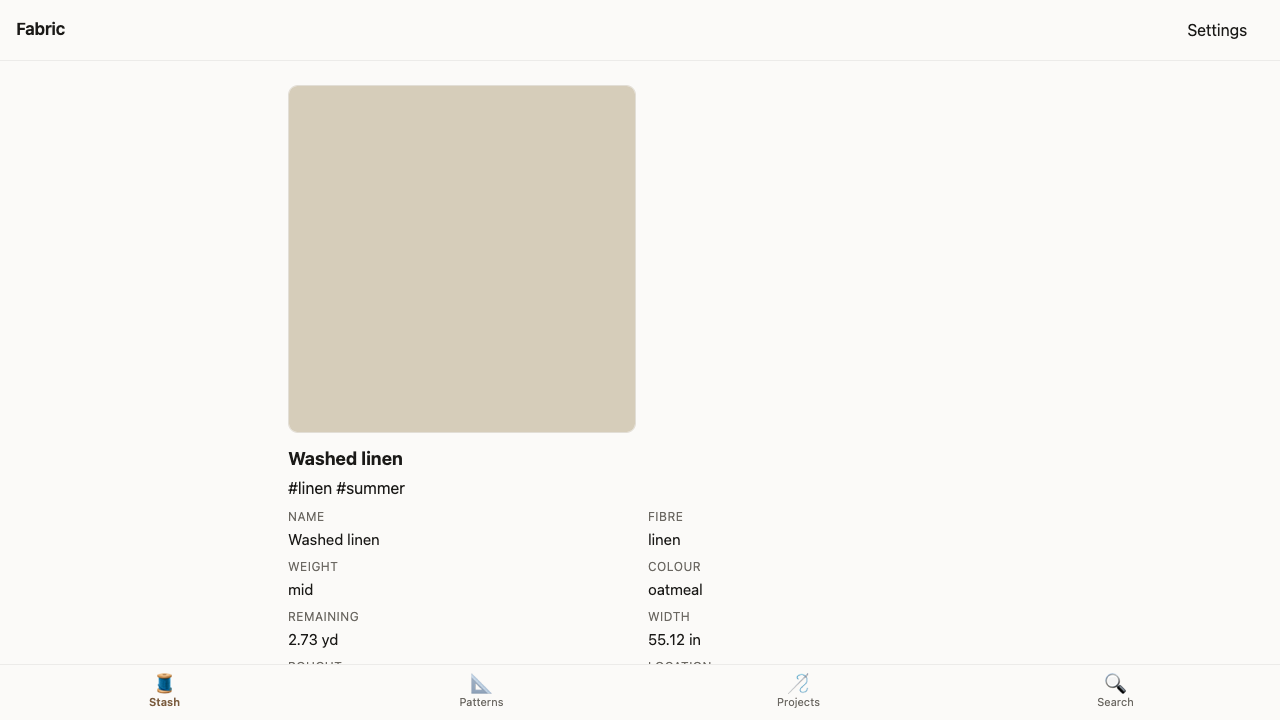 Fabric
Settings
Washed linen
#linen #summer
NAME
Washed linen
FIBRE
linen
WEIGHT
mid
COLOUR
oatmeal
REMAINING
2.73 yd
WIDTH
55.12 in
Stash
Patterns
Projects
Search